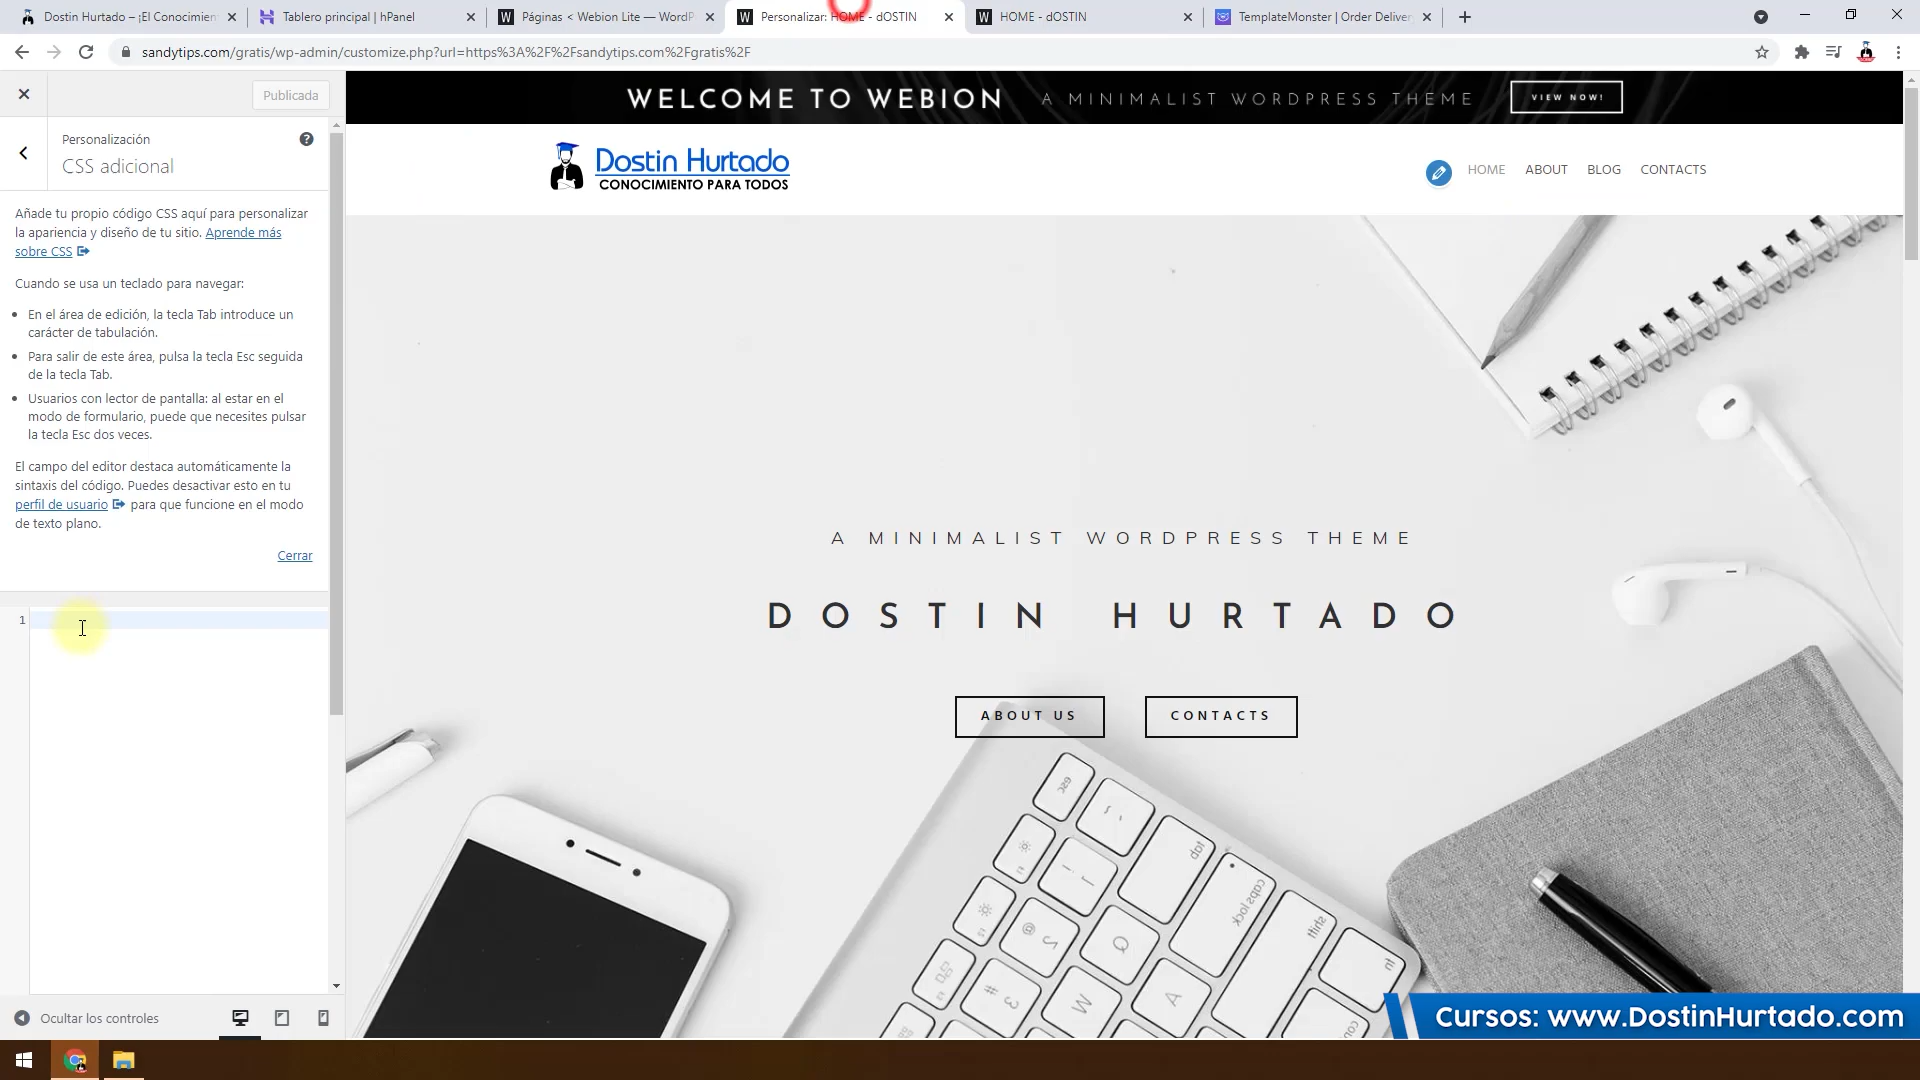 Dostin Hurtado – ¡El Conocimien
Tablero principal | hPanel
Páginas < Webion Lite — WordP
Personalizar: HOME - dOSTIN
HOME - dOSTIN
TemplateMonster | Order Deliver
sandytips.com/gratis/wp-admin/customize.php?url=https%3A%2F%2Fsandytips.com%2Fgratis%2F
Publicada
Personalización
CSS adicional
Añade tu propio código CSS aquí para personalizar
la apariencia y diseño de tu sitio. Aprende más
sobre CSS
Cuando se usa un teclado para navegar:
En el área de edición, la tecla Tab introduce un
carácter de tabulación.
Para salir de este área, pulsa la tecla Esc seguida
de la tecla Tab.
Usuarios con lector de pantalla: al estar en el
modo de formulario, puede que necesites pulsar
la tecla Esc dos veces.
El campo del editor destaca automáticamente la
sintaxis del código. Puedes desactivar esto en tu
perfil de usuario para que funcione en el modo
de texto plano.
Cerrar
1
Ocultar los controles
WELCOME TO WEBION A MINIMALIST WORDPRESS THEME VIEW NOW!
Dostin Hurtado
CONOCIMIENTO PARA TODOS
HOME ABOUT BLOG CONTACTS
A MINIMALIST WORDPRESS THEME
DOSTIN HURTADO
ABOUT US CONTACTS
esc
tab
caps lock
shift
fn
Q
W
A
2
@
3
#
Cursos: www.DostinHurtado.com